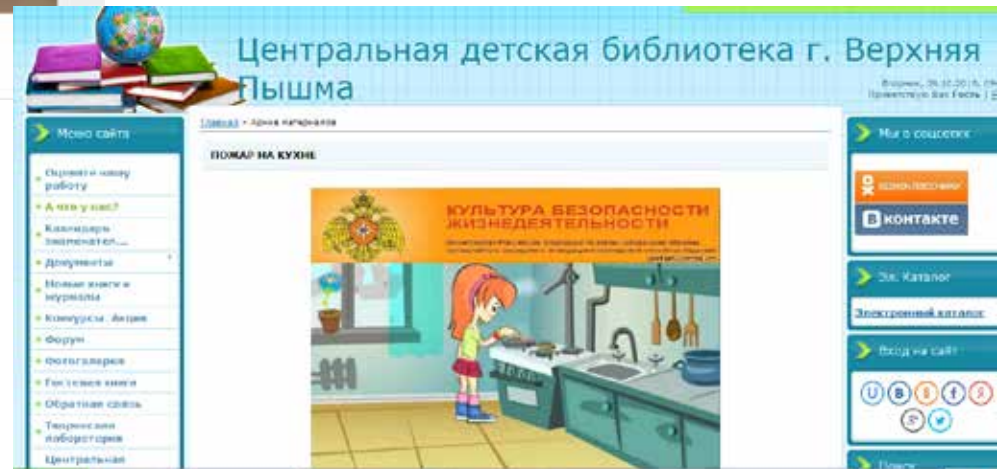 Центральная детская библиотека г. Верхняя
Пышма
Меню сайта
Оцените нашу
работу
А что у нас?
Календарь
знаменател....
Документы
Новые книги и
журналы
Конкурсы. Акции
Форум
Фотогалерея
Гостевая книга
Обратная связь
Творческая
лаборатория
Центральная
Главная » Архив материалов
ПОЖАР НА КУХНЕ
КУЛЬТУРА БЕЗОПАСНОСТИ
ЖИЗНЕДЕЯТЕЛЬНОСТИ
Мы в соцсетях
одноклассники
В контакте
Эл. Каталог
Электронный каталог
Вход на сайт
Поиск